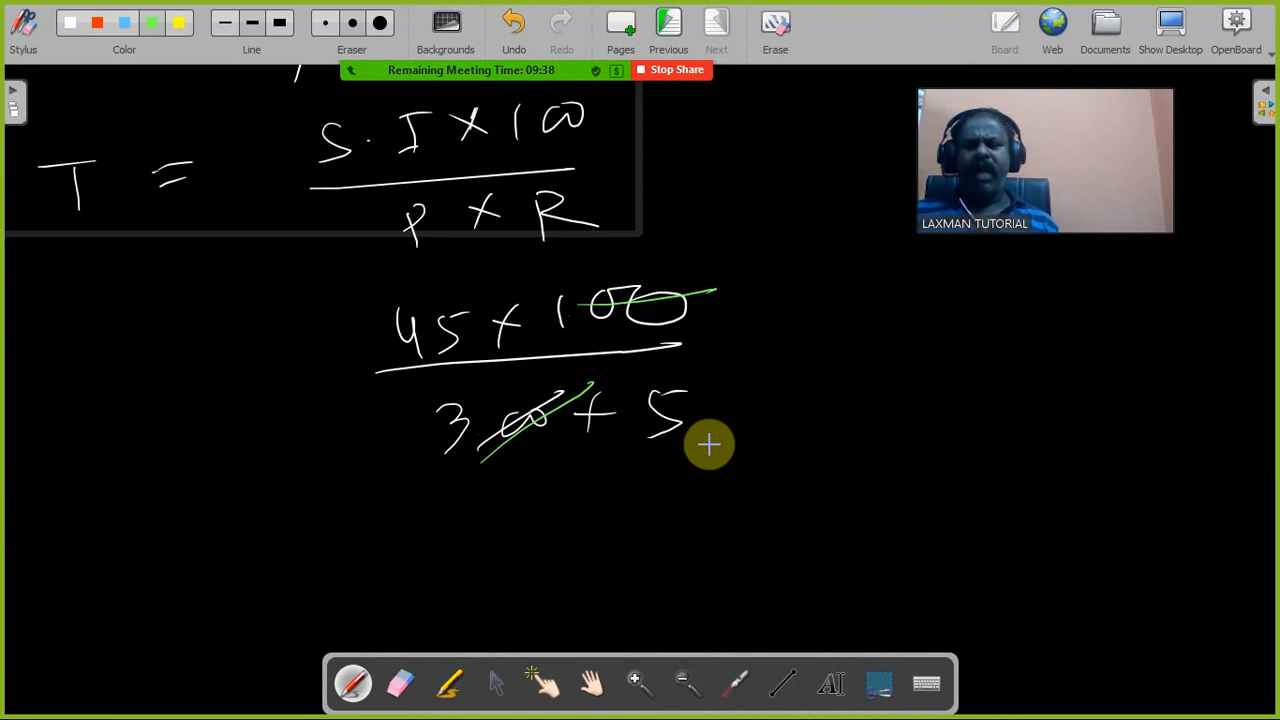 Stylus Color Line Eraser Backgrounds Undo Redo Pages Previous Next Erase Board Web Documents Show Desktop OpenBoard
Remaining Meeting Time: 09:38 Stop Share
T = S.I × 100
P × R
45 × 100
300 + 5
LAXMAN TUTORIAL
AI